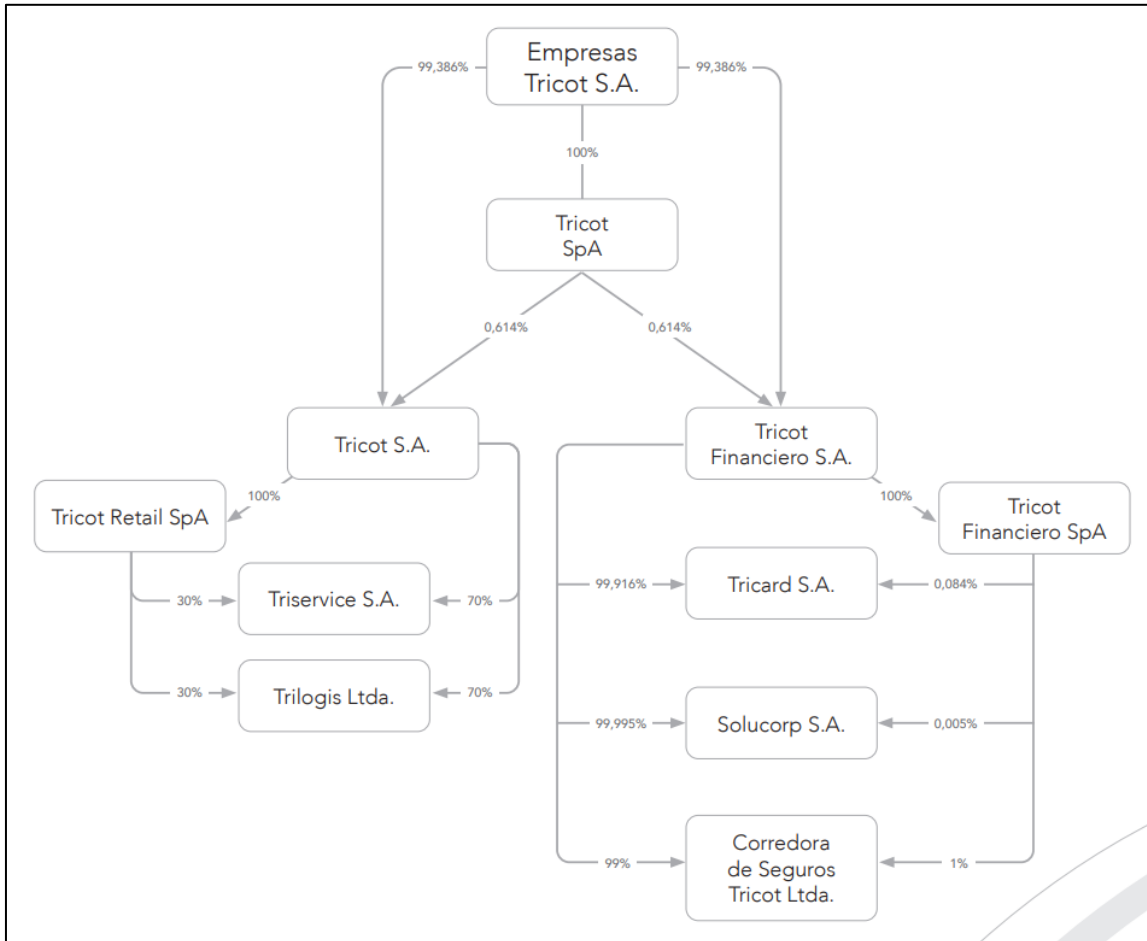 Empresas
Tricot S.A.
99,386%
99,386%
100%
Tricot
SpA
0,614%
0,614%
Tricot S.A.
Tricot
Financiero S.A.
100%
100%
Tricot Retail SpA
Tricot
Financiero SpA
30%
Triservice S.A.
70%
99,916%
Tricard S.A.
0,084%
30%
Trilogis Ltda.
70%
99,995%
Solucorp S.A.
0,005%
99%
Corredora
de Seguros
Tricot Ltda.
1%